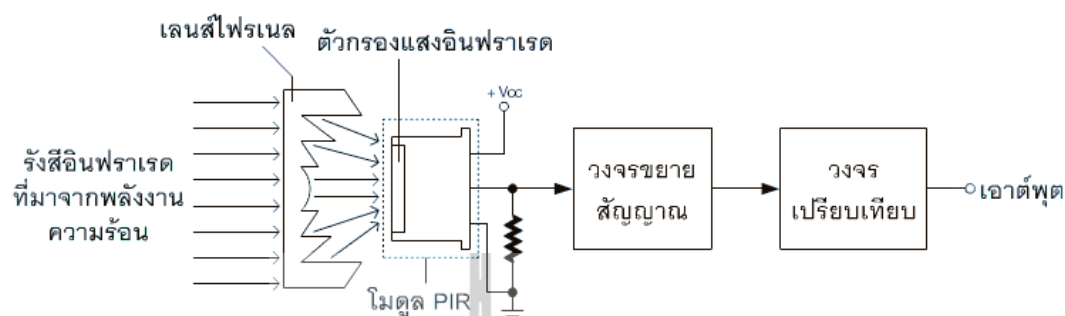 เลนส์ไฟรเนล
ตัวกรองแสงอินฟราเรด
+ Vcc
รังสีอินฟราเรด
ที่มาจากพลังงาน
ความร้อน
วงจรขยาย
สัญญาณ
วงจร
เปรียบเทียบ
เอาต์พุต
โมดูล PIR